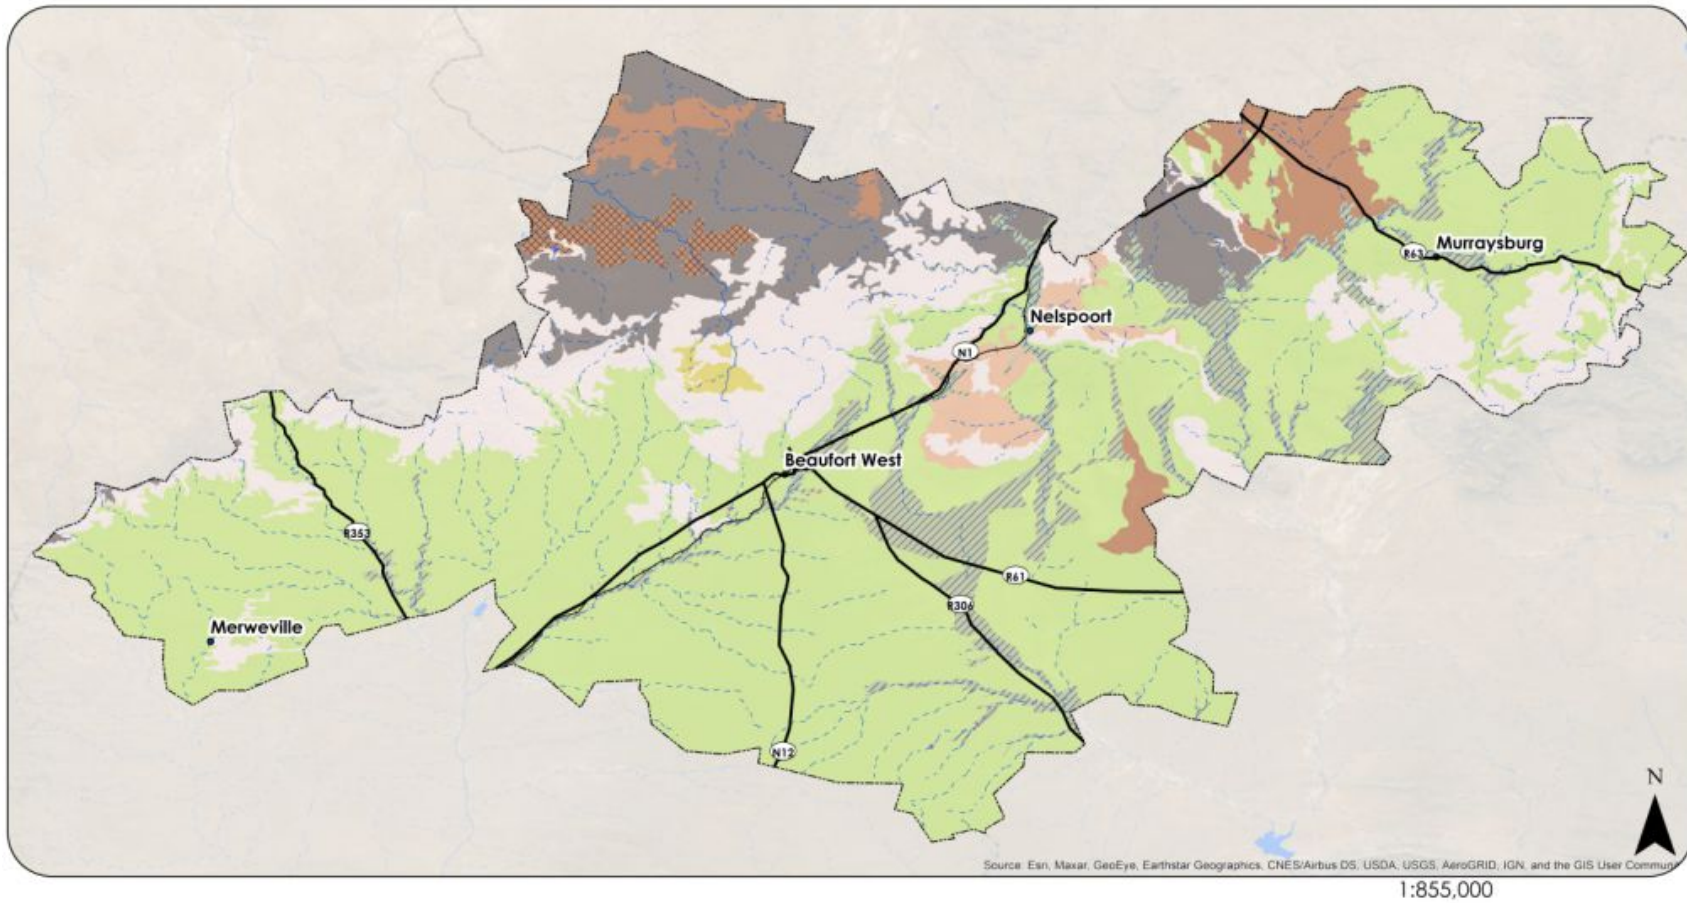 R63
Murraysburg
Nelspoort
N1
Beaufort West
R353
R61
R306
Merweville
N12
N
Source: Esri, Maxar, GeoEye, Earthstar Geographics, CNES/Airbus DS, USDA, USGS, AeroGRID, IGN, and the GIS User Commun
1:855,000